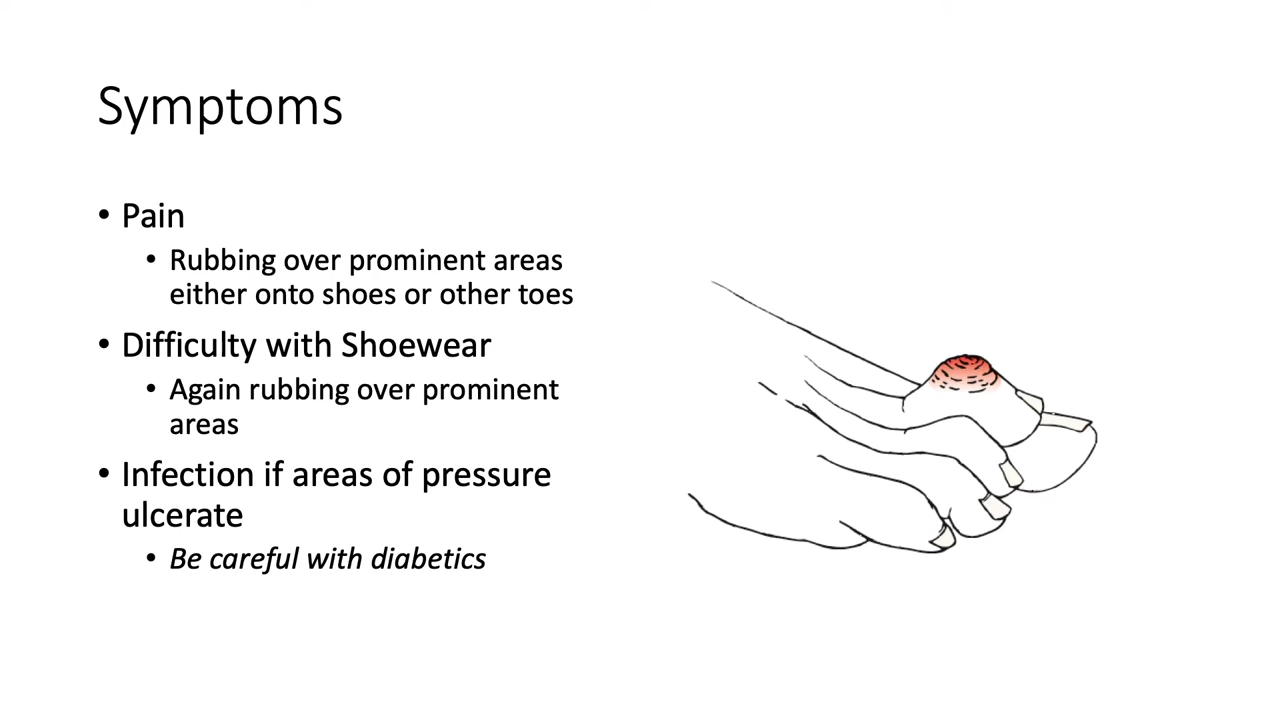 Symptoms
• Pain
• Rubbing over prominent areas
either onto shoes or other toes
• Difficulty with Shoewear
• Again rubbing over prominent
areas
• Infection if areas of pressure
ulcerate
• Be careful with diabetics